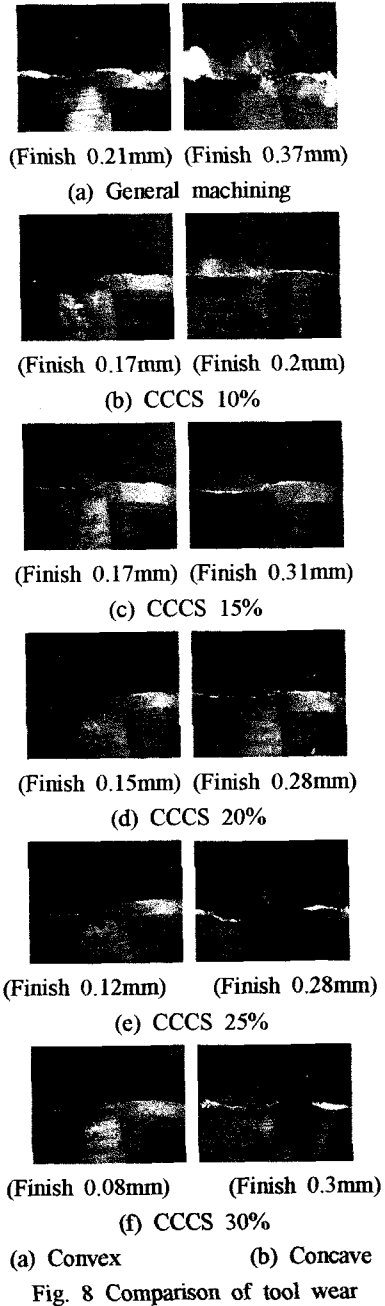 (Finish 0.21mm) (Finish 0.37mm)
(a) General machining
(Finish 0.17mm) (Finish 0.2mm)
(b) CCCS 10%
(Finish 0.17mm) (Finish 0.31mm)
(c) CCCS 15%
(Finish 0.15mm) (Finish 0.28mm)
(d) CCCS 20%
(Finish 0.12mm) (Finish 0.28mm)
(e) CCCS 25%
(Finish 0.08mm) (Finish 0.3mm)
(f) CCCS 30%
(a) Convex (b) Concave
Fig. 8 Comparison of tool wear